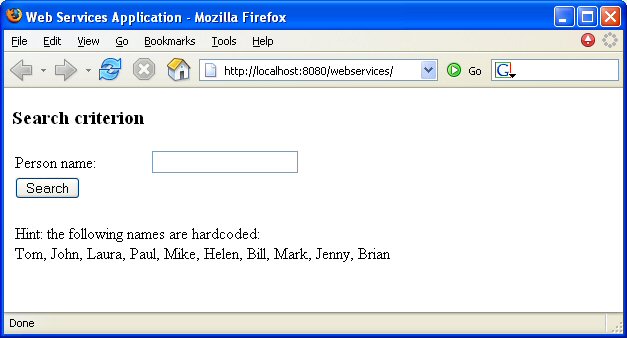 Web Services Application - Mozilla Firefox
File Edit View Go Bookmarks Tools Help
http://localhost:8080/webservices/ Go G
Search criterion
Person name:
Search
Hint: the following names are hardcoded:
Tom, John, Laura, Paul, Mike, Helen, Bill, Mark, Jenny, Brian
Done